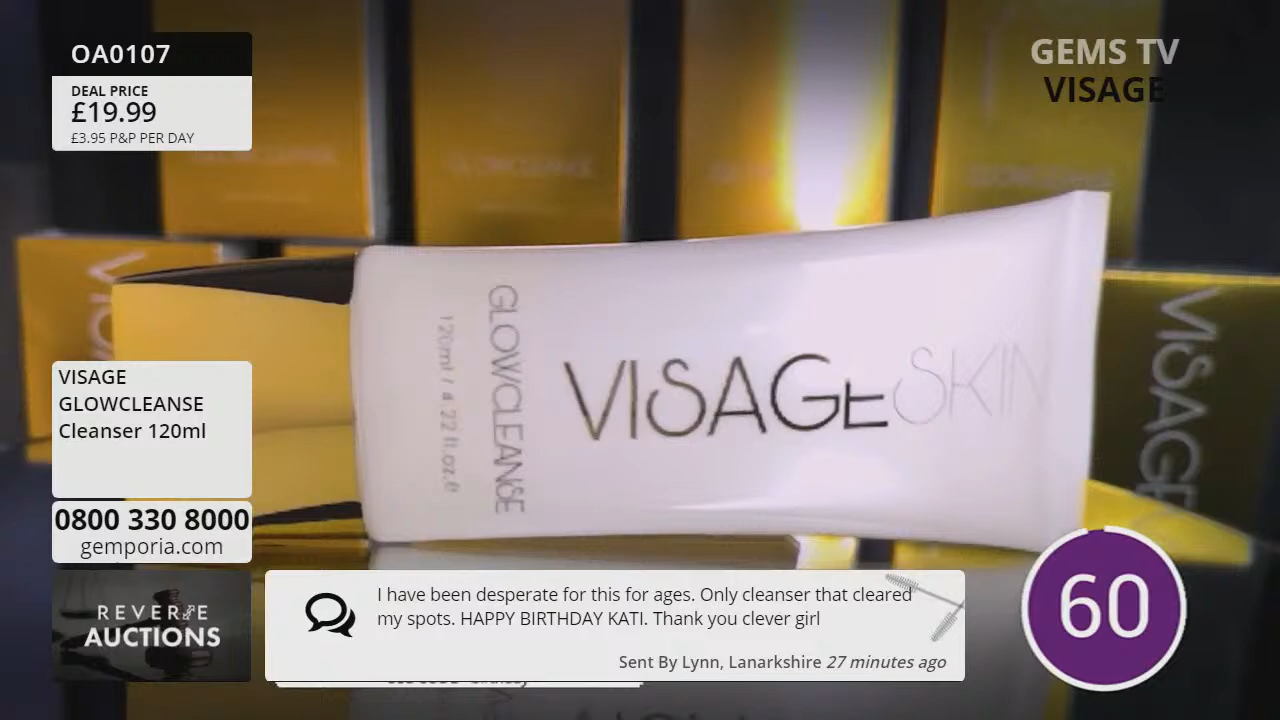 OA0107
DEAL PRICE
£19.99
£3.95 P&P PER DAY
GEMS TV
VISAGE
VISAGE
GLOWCLEANSE
Cleanser 120ml
0800 330 8000
gemporia.com
REVERSE
AUCTIONS
VISAGE SKIN
GLOWCLEANSE
120ml / 4.22 fl.oz.e
VISAGE
I have been desperate for this for ages. Only cleanser that cleared
my spots. HAPPY BIRTHDAY KATI. Thank you clever girl
Sent By Lynn, Lanarkshire 27 minutes ago
60